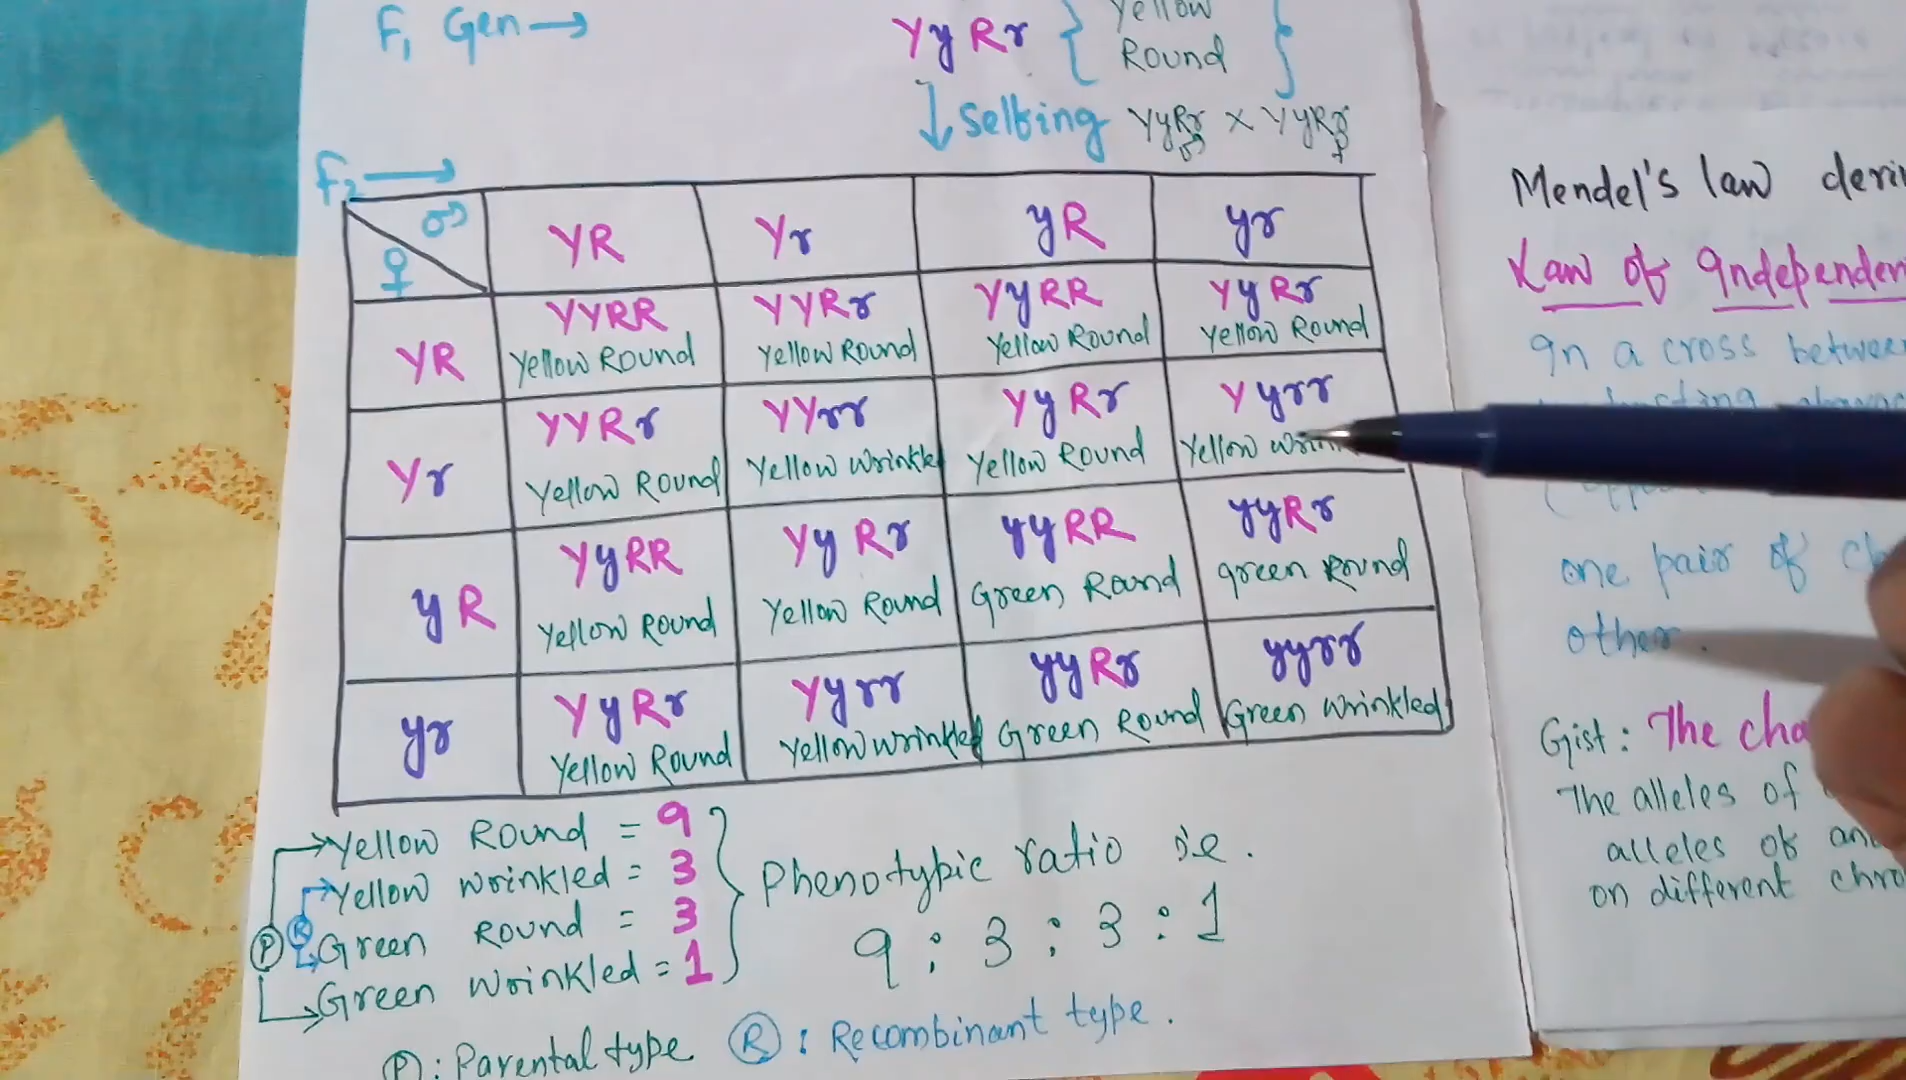 F1 Gen →
YyRr { Yellow
Round }
↓ Selfing YyRr ♂ × YyRr ♀
F2 →
♂ YR Yr yR yr
♀
YR YYRR YYRr YyRR YyRr
Yellow Round Yellow Round Yellow Round Yellow Round
Yr YYRr YYrr YyRr Yyrr
Yellow Round Yellow Wrinkle Yellow Round Yellow
yR YyRR YyRr yyRR yyRr
Yellow Round Yellow Round Green Round green Round
yr YyRr Yyrr yyRr yyrr
Yellow Round Yellow wrinkled Green Round Green wrinkled
Yellow Round = 9
Yellow wrinkled = 3
Green Round = 3
Green wrinkled = 1
P R
} Phenotypic ratio i.e.
9 : 3 : 3 : 1
P : Parental type R : Recombinant type.
Mendel's law
Law of
In a cross
one pair of
other.
Gist : The
The alleles of
alleles of
on different